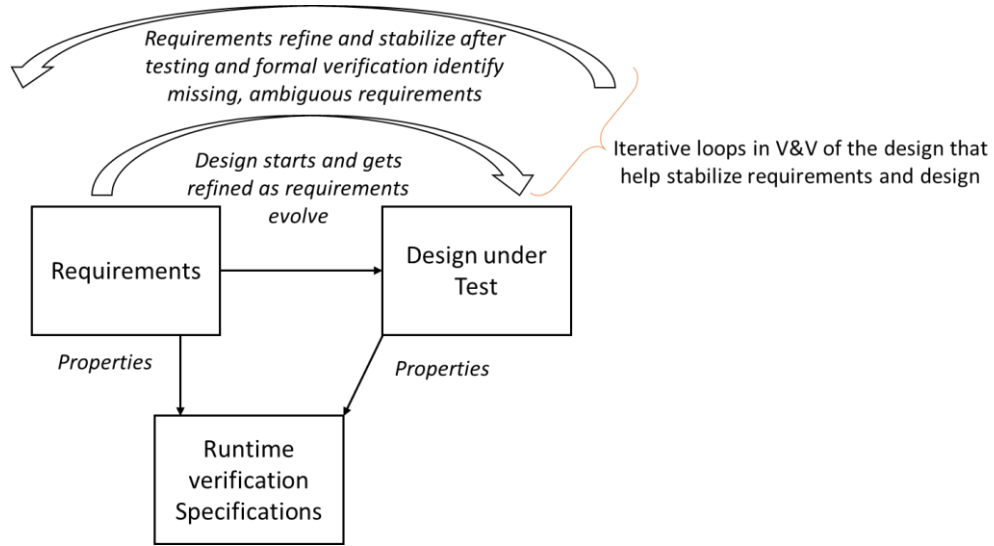 Requirements refine and stabilize after
testing and formal verification identify
missing, ambiguous requirements
Design starts and gets
refined as requirements
evolve
Iterative loops in V&V of the design that
help stabilize requirements and design
Requirements
Design under
Test
Properties
Properties
Runtime
verification
Specifications